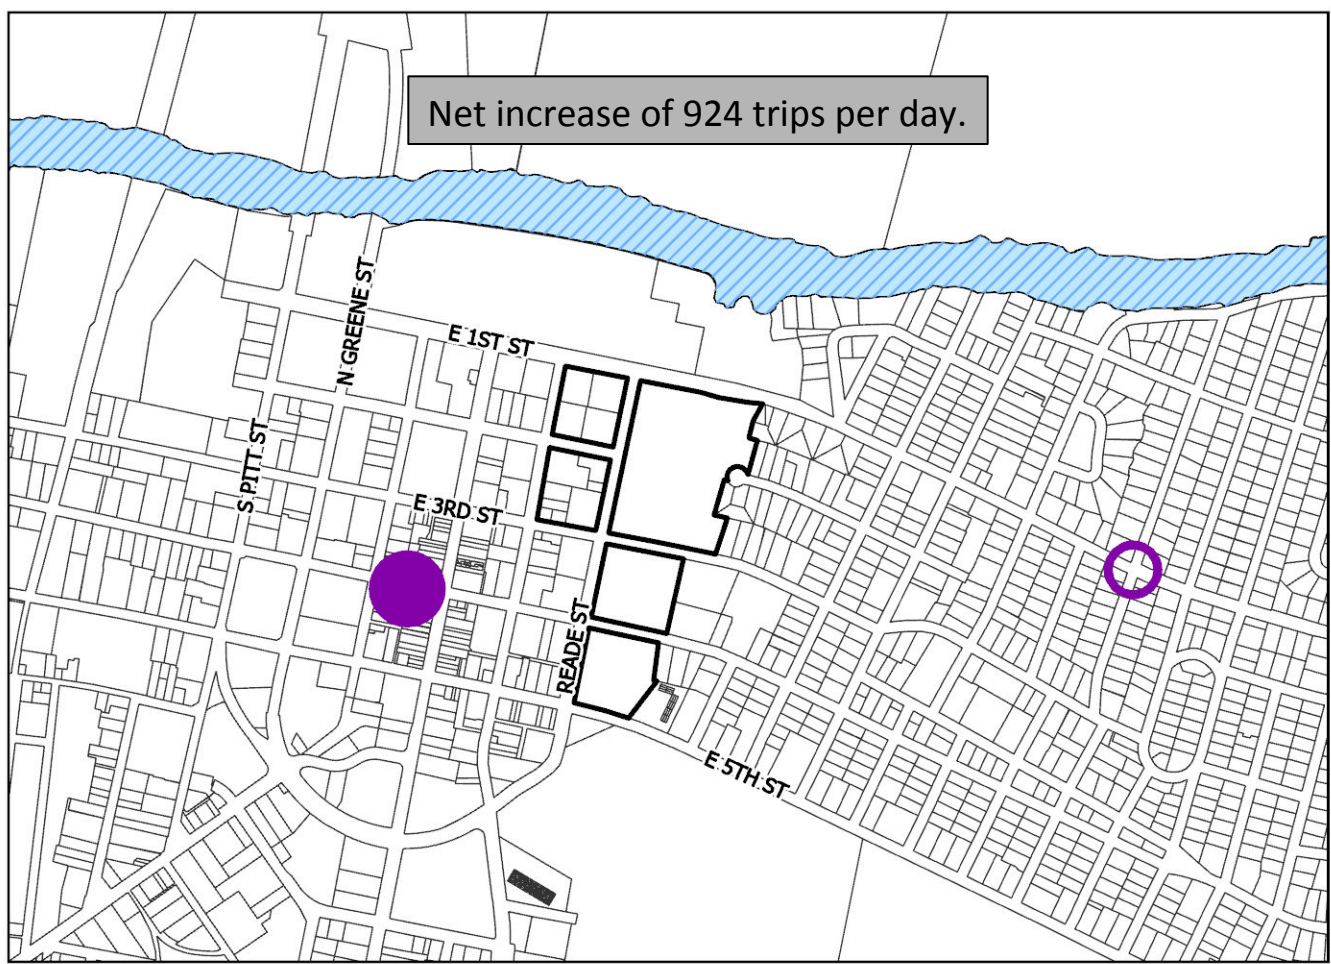 Net increase of 924 trips per day.
N GREENE ST
E 1ST ST
S PITT ST
E 3RD ST
READE ST
E 5TH ST